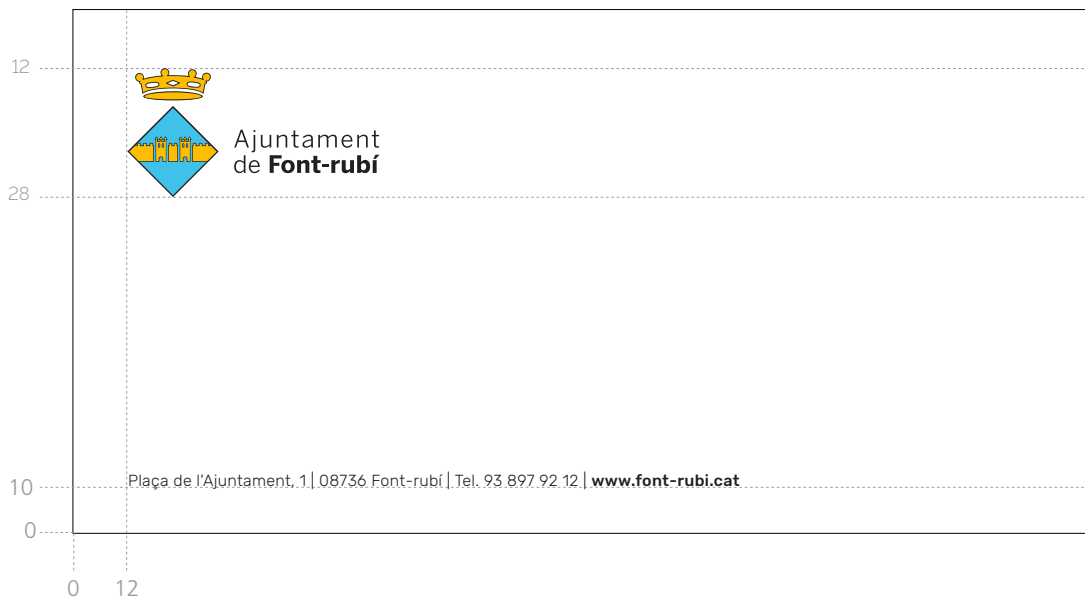 12
Ajuntament
de Font-rubí
28
Plaça de l'Ajuntament, 1 | 08736 Font-rubí | Tel. 93 897 92 12 | www.font-rubi.cat
10
0
0 12